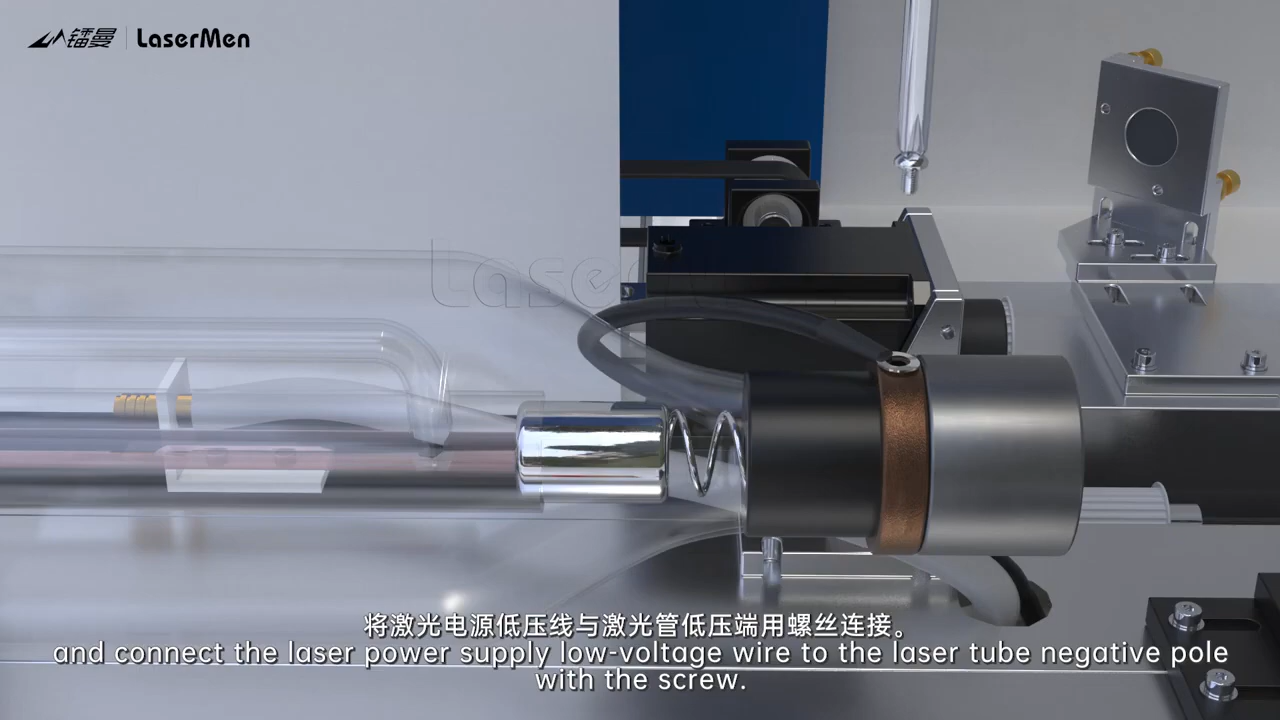 镭曼 LaserMen
将激光电源低压线与激光管低压端用螺丝连接。
and connect the laser power supply low-voltage wire to the laser tube negative pole
with the screw.